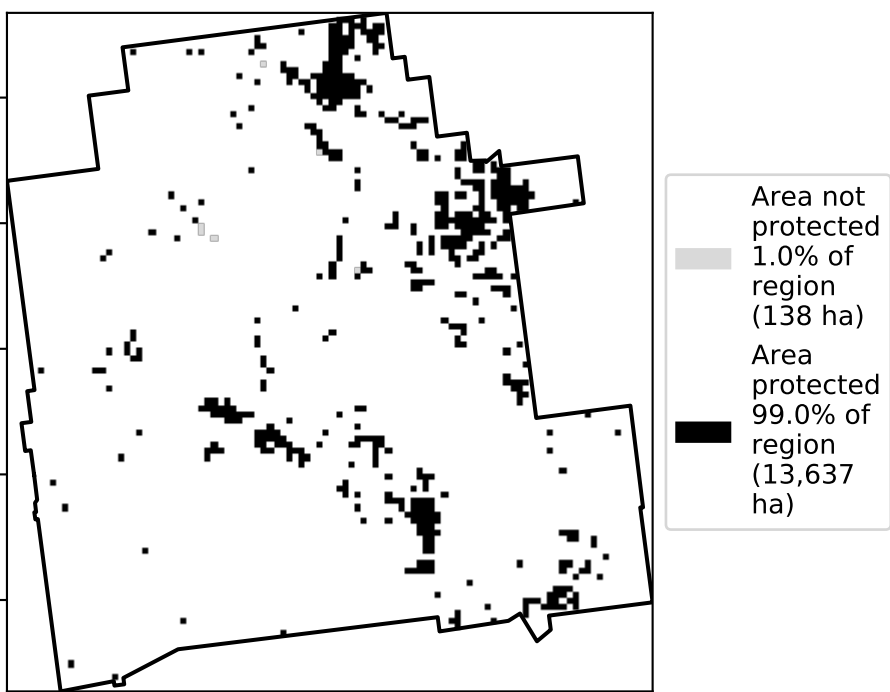 Area not
protected
1.0% of
region
(138 ha)
Area
protected
99.0% of
region
(13,637
ha)